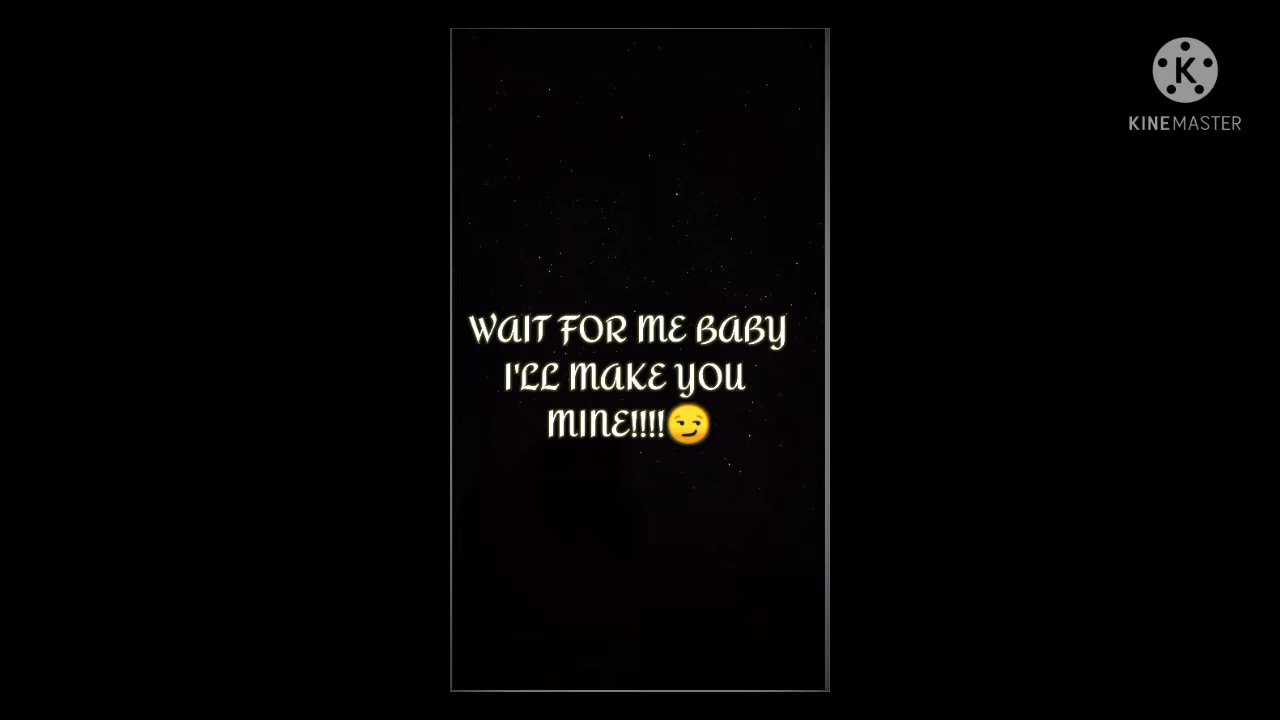 WAIT FOR ME BABY
I'LL MAKE YOU
MINE!!!!😏
K
KINEMASTER